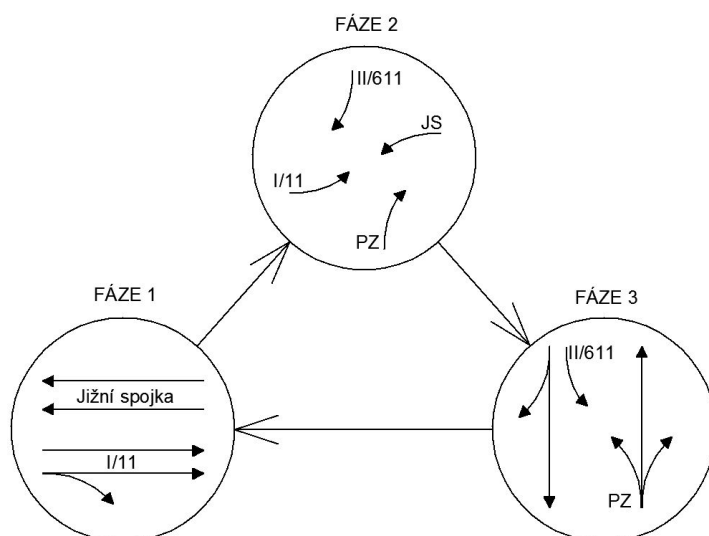 FÁZE 2
II/611
JS
I/11
PZ
FÁZE 1
Jižní spojka
I/11
FÁZE 3
II/611
PZ